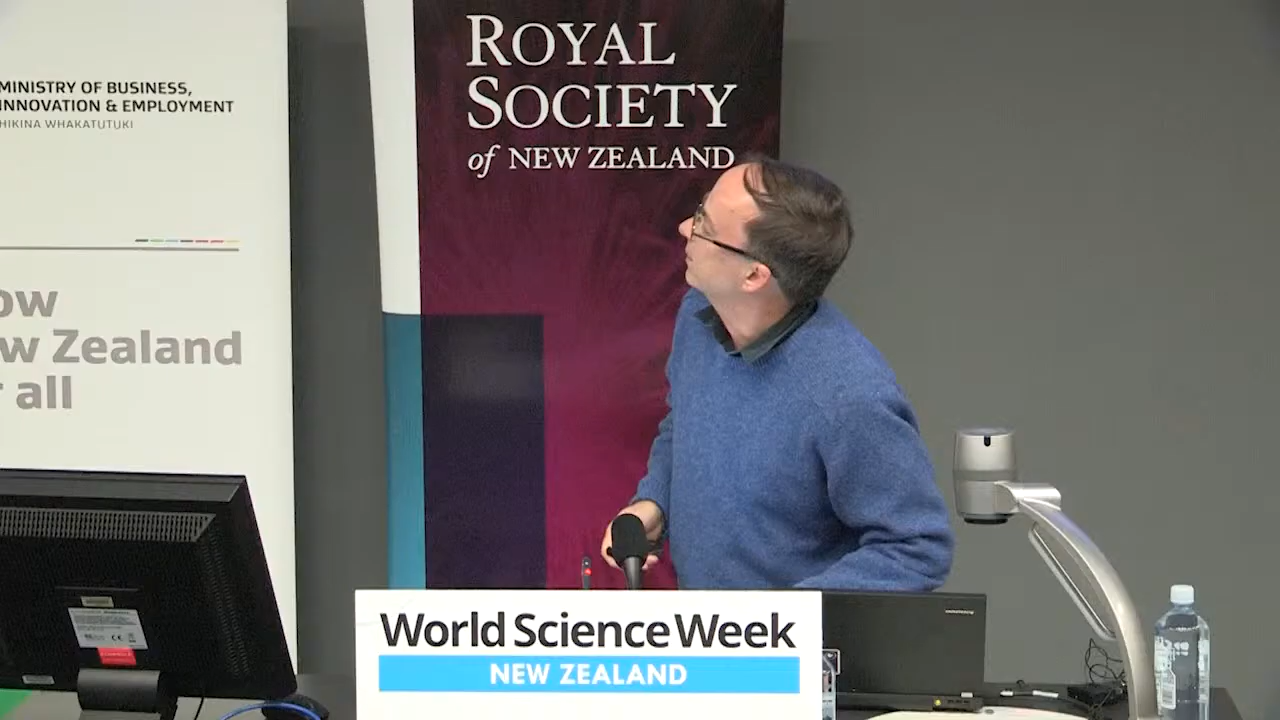 MINISTRY OF BUSINESS,
INNOVATION & EMPLOYMENT
HIKINA WHAKATUTUKI
ow
w Zealand
r all
ROYAL
SOCIETY
of NEW ZEALAND
World Science Week
NEW ZEALAND